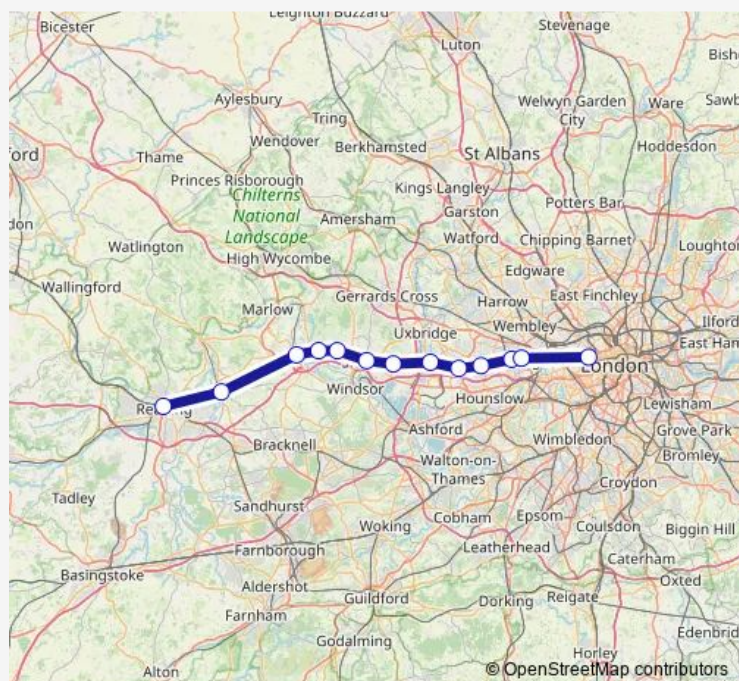 Leighton Buzzard
Stevenage
Bicester
Luton
Bish
Aylesbury
Welwyn Garden
City
Ware
Sawb
Tring
Wendover
Berkhamsted
Hoddesdon
ford
Thame
St Albans
Princes Risborough
Kings Langley
Chilterns
National
Landscape
Garston
Potters Bar
don
Amersham
Watford
Chipping Barnet
Loughton
Watlington
High Wycombe
Edgware
Wallingford
Gerrards Cross
Harrow
East Finchley
Marlow
Uxbridge
Wembley
Ilford
East Ham
London
Windsor
Hounslow
Lewisham
Ashford
Grove Park
Bracknell
Wimbledon
Bromley
Walton-on-
Thames
Croydon
Tadley
Sandhurst
Cobham
Epsom
Coulsdon
Biggin Hill
Woking
Farnborough
Leatherhead
Caterham
Basingstoke
Oxted
Aldershot
Guildford
Dorking
Reigate
Farnham
Edenbrid
Godalming
Horley
Alton
© OpenStreetMap contributors